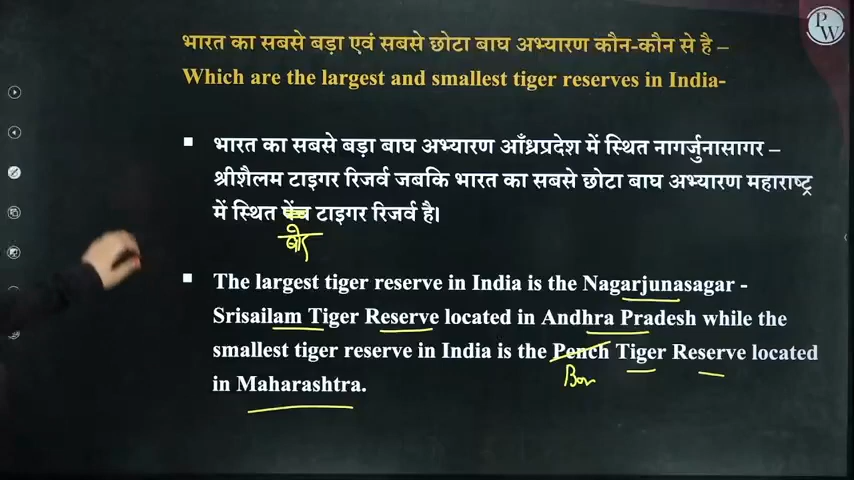 भारत का सबसे बड़ा एवं सबसे छोटा बाघ अभ्यारण कौन-कौन से है –
Which are the largest and smallest tiger reserves in India-
PW
भारत का सबसे बड़ा बाघ अभ्यारण आँध्रप्रदेश में स्थित नागर्जुनासागर –
श्रीशैलम टाइगर रिजर्व जबकि भारत का सबसे छोटा बाघ अभ्यारण महाराष्ट्र
में स्थित पेंच टाइगर रिजर्व है।
बोर
The largest tiger reserve in India is the Nagarjunasagar -
Srisailam Tiger Reserve located in Andhra Pradesh while the
smallest tiger reserve in India is the Pench Tiger Reserve located
Bor
in Maharashtra.